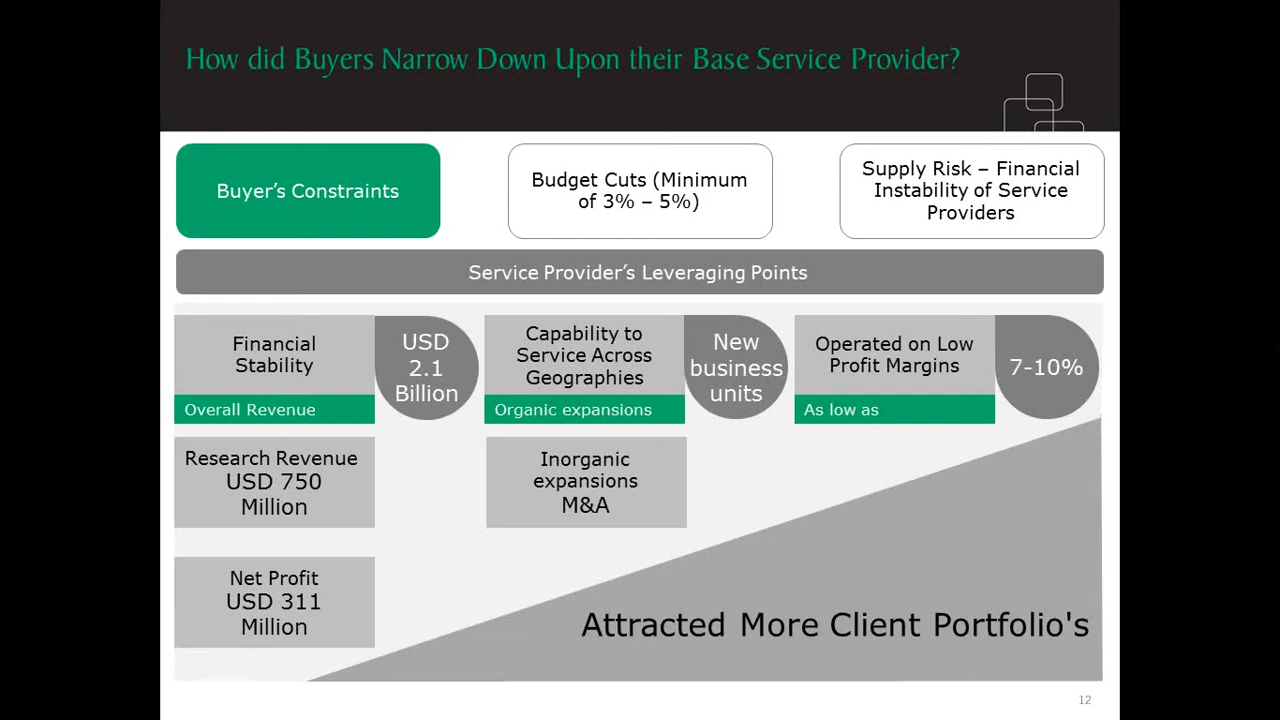 How did Buyers Narrow Down Upon their Base Service Provider?
Buyer's Constraints
Budget Cuts (Minimum
of 3% – 5%)
Supply Risk – Financial
Instability of Service
Providers
Service Provider's Leveraging Points
Financial
Stability
Overall Revenue
USD
2.1
Billion
Capability to
Service Across
Geographies
Organic expansions
New
business
units
Operated on Low
Profit Margins
As low as
7-10%
Research Revenue
USD 750
Million
Inorganic
expansions
M&A
Net Profit
USD 311
Million
Attracted More Client Portfolio's
12